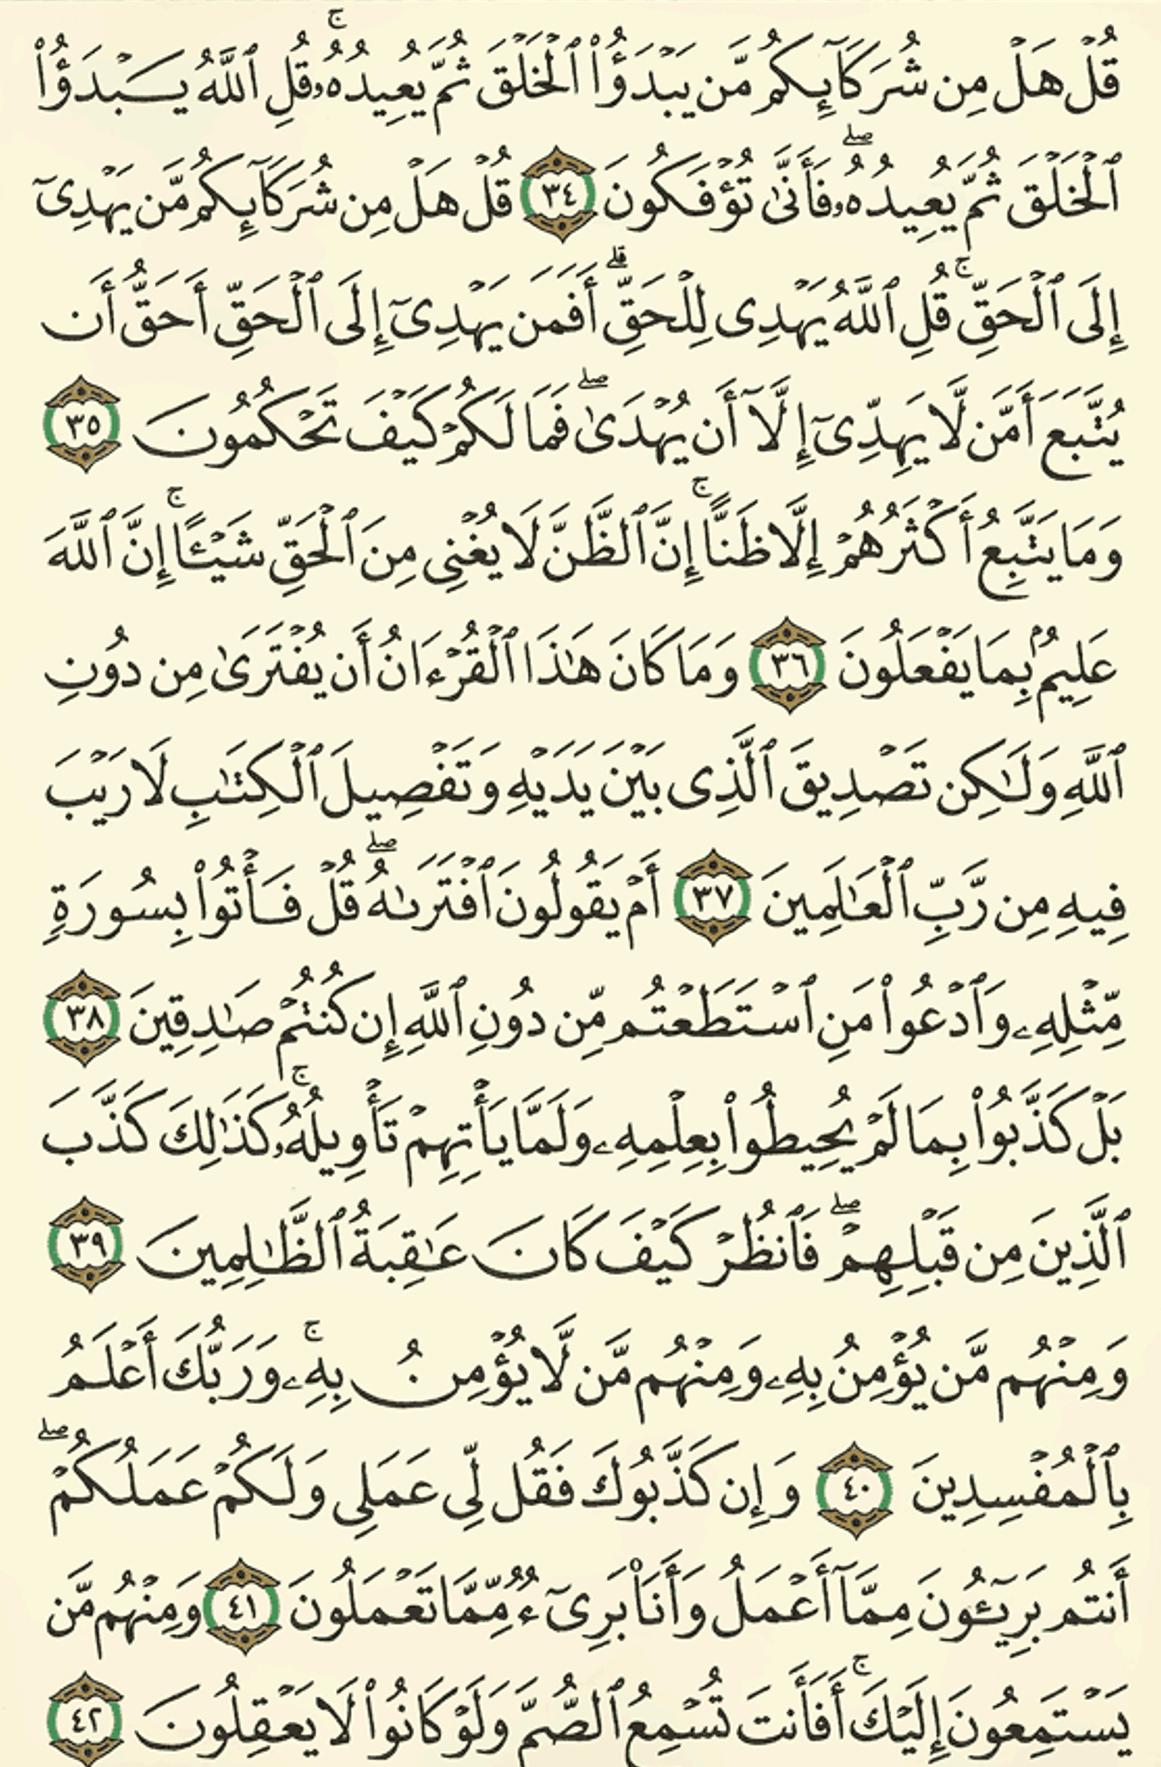 قُلْ هَلْ مِن شُرَكَآئِكُم مَّن يَبْدَؤُا۟ ٱلْخَلْقَ ثُمَّ يُعِيدُهُۥ ۚ قُلِ ٱللَّهُ يَبْدَؤُا۟
ٱلْخَلْقَ ثُمَّ يُعِيدُهُۥ ۖ فَأَنَّىٰ تُؤْفَكُونَ ٣٤ قُلْ هَلْ مِن شُرَكَآئِكُم مَّن يَهْدِىٓ
إِلَى ٱلْحَقِّ ۚ قُلِ ٱللَّهُ يَهْدِى لِلْحَقِّ ۗ أَفَمَن يَهْدِىٓ إِلَى ٱلْحَقِّ أَحَقُّ أَن
يُتَّبَعَ أَمَّن لَّا يَهِدِّىٓ إِلَّآ أَن يُهْدَىٰ ۖ فَمَا لَكُمْ كَيْفَ تَحْكُمُونَ ٣٥
وَمَا يَتَّبِعُ أَكْثَرُهُمْ إِلَّا ظَنًّا ۚ إِنَّ ٱلظَّنَّ لَا يُغْنِى مِنَ ٱلْحَقِّ شَيْـًٔا ۚ إِنَّ ٱللَّهَ
عَلِيمٌۢ بِمَا يَفْعَلُونَ ٣٦ وَمَا كَانَ هَـٰذَا ٱلْقُرْءَانُ أَن يُفْتَرَىٰ مِن دُونِ
ٱللَّهِ وَلَـٰكِن تَصْدِيقَ ٱلَّذِى بَيْنَ يَدَيْهِ وَتَفْصِيلَ ٱلْكِتَـٰبِ لَا رَيْبَ
فِيهِ مِن رَّبِّ ٱلْعَـٰلَمِينَ ٣٧ أَمْ يَقُولُونَ ٱفْتَرَىٰهُ ۖ قُلْ فَأْتُوا۟ بِسُورَةٍ
مِّثْلِهِۦ وَٱدْعُوا۟ مَنِ ٱسْتَطَعْتُم مِّن دُونِ ٱللَّهِ إِن كُنتُمْ صَـٰدِقِينَ ٣٨
بَلْ كَذَّبُوا۟ بِمَا لَمْ يُحِيطُوا۟ بِعِلْمِهِۦ وَلَمَّا يَأْتِهِمْ تَأْوِيلُهُۥ ۚ كَذَٰلِكَ كَذَّبَ
ٱلَّذِينَ مِن قَبْلِهِمْ ۖ فَٱنظُرْ كَيْفَ كَانَ عَـٰقِبَةُ ٱلظَّـٰلِمِينَ ٣٩
وَمِنْهُم مَّن يُؤْمِنُ بِهِۦ وَمِنْهُم مَّن لَّا يُؤْمِنُ بِهِۦ ۚ وَرَبُّكَ أَعْلَمُ
بِٱلْمُفْسِدِينَ ٤٠ وَإِن كَذَّبُوكَ فَقُل لِّى عَمَلِى وَلَكُمْ عَمَلُكُمْ ۖ
أَنتُم بَرِيٓـُٔونَ مِمَّآ أَعْمَلُ وَأَنَا۠ بَرِىٓءٌ مِّمَّا تَعْمَلُونَ ٤١ وَمِنْهُم مَّن
يَسْتَمِعُونَ إِلَيْكَ ۚ أَفَأَنتَ تُسْمِعُ ٱلصُّمَّ وَلَوْ كَانُوا۟ لَا يَعْقِلُونَ ٤٢